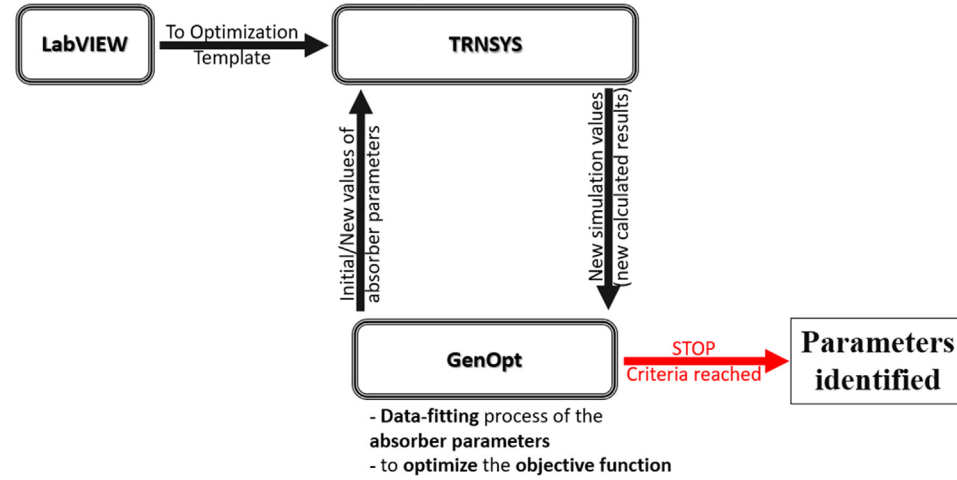 LabVIEW
To Optimization
Template
TRNSYS
Initial/New values of
absorber parameters
New simulation values
(new calculated results)
GenOpt
STOP
Criteria reached
Parameters
identified
- Data-fitting process of the
absorber parameters
- to optimize the objective function